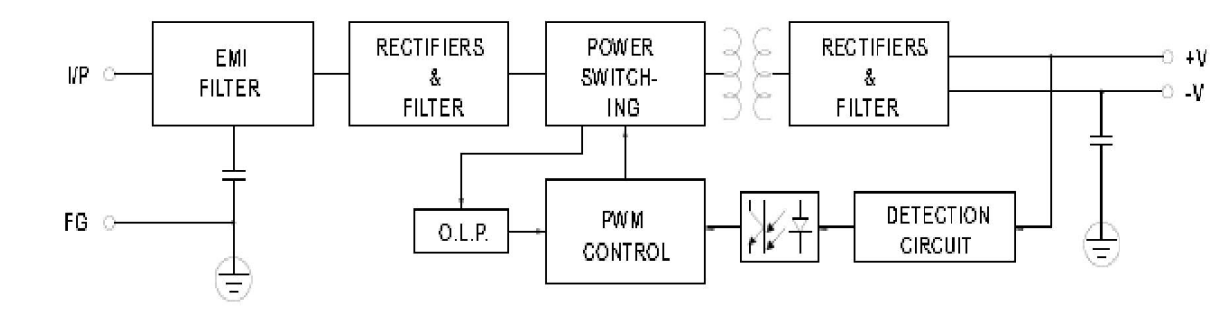 I/P
EMI
FILTER
RECTIFIERS
&
FILTER
POWER
SWITCH-
ING
RECTIFIERS
&
FILTER
+V
-V
FG
O.L.P.
PWM
CONTROL
DETECTION
CIRCUIT